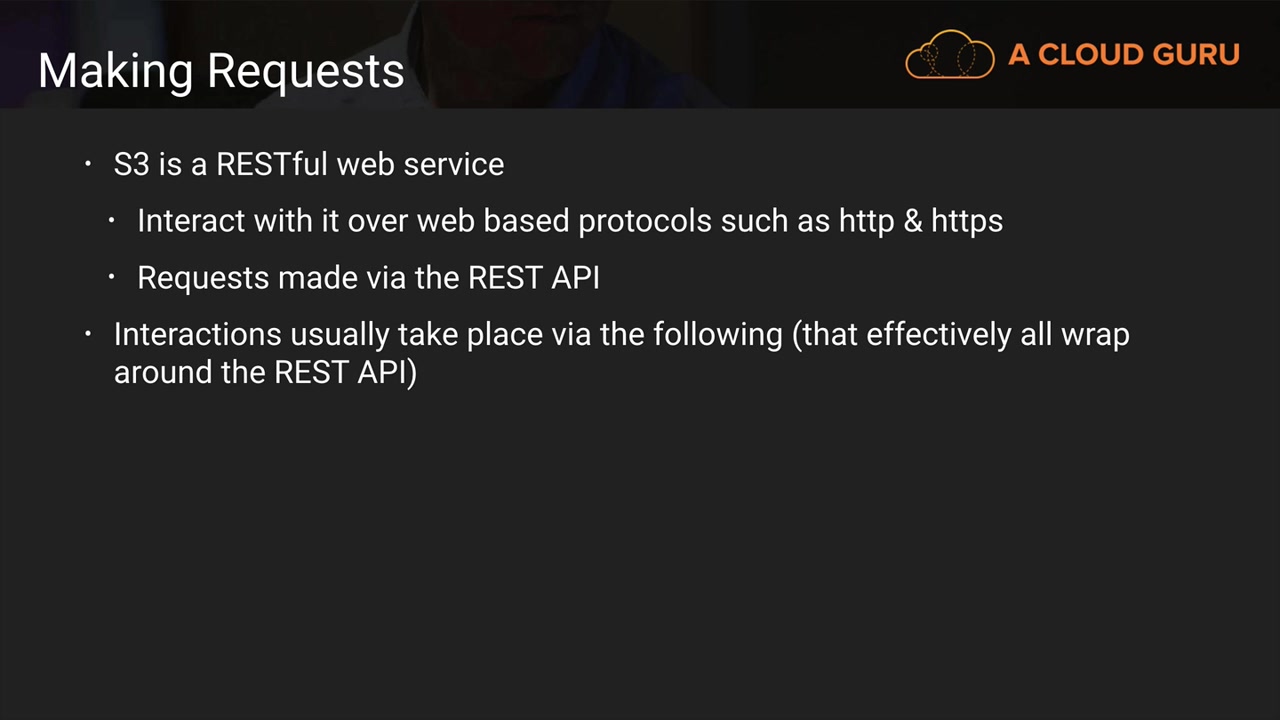 Making Requests
A CLOUD GURU
• S3 is a RESTful web service
• Interact with it over web based protocols such as http & https
• Requests made via the REST API
• Interactions usually take place via the following (that effectively all wrap
around the REST API)